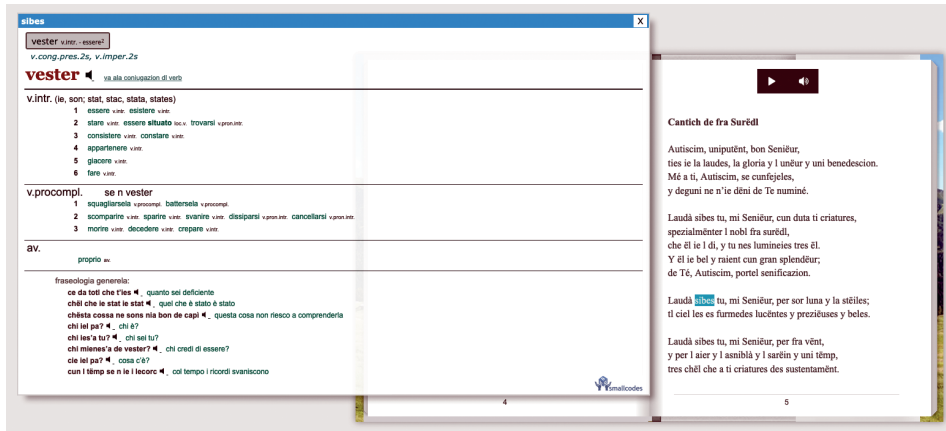 sibes
X
vester v.intr. - essere²
v.cong.pres.2s, v.imper.2s
vester va ala coniugazion dl verb
v.intr. (ie, son; stat, stac, stata, states)
1 essere v.intr. esistere v.intr.
2 stare v.intr. essere situato loc.v. trovarsi v.pron.intr.
3 consistere v.intr. constare v.intr.
4 appartenere v.intr.
5 giacere v.intr.
6 fare v.intr.
v.procompl. se n vester
1 squagliarsela v.procompl. battersela v.procompl.
2 scomparire v.intr. sparire v.intr. svanire v.intr. dissiparsi v.pron.intr. cancellarsi v.pron.intr.
3 morire v.intr. decedere v.intr. crepare v.intr.
av.
proprio av.
fraseologia generela:
ce da totl che t'ies quanto sei deficiente
chël che ie stat ie stat quel che è stato è stato
chësta cossa ne sons nia bon de capì questa cosa non riesco a comprenderla
chi iel pa? chi è?
chi ies'a tu? chi sei tu?
chi mienes'a de vester? chi credi di essere?
cie iel pa? cosa c'è?
cun l tëmp se n ie i lecorc col tempo i ricordi svaniscono
smallcodes
4
Cantich de fra Surëdl
Autiscim, uniputënt, bon Seniëur,
ties ie la laudes, la gloria y l unëur y uni benedescion.
Mé a ti, Autiscim, se cunfejeles,
y deguni ne n'ie dëni de Te numiné.
Laudà sibes tu, mi Seniëur, cun duta ti criatures,
spezialmënter l nobl fra surëdl,
che ël ie l di, y tu nes lumineies tres ël.
Y ël ie bel y raient cun gran splendëur;
de Té, Autiscim, portel senificazion.
Laudà sibes tu, mi Seniëur, per sor luna y la stëiles;
tl ciel les es furmedes lucëntes y preziëuses y beles.
Laudà sibes tu, mi Seniëur, per fra vënt,
y per l aier y l asniblà y l sarëin y uni tëmp,
tres chël che a ti criatures des sustentamënt.
5